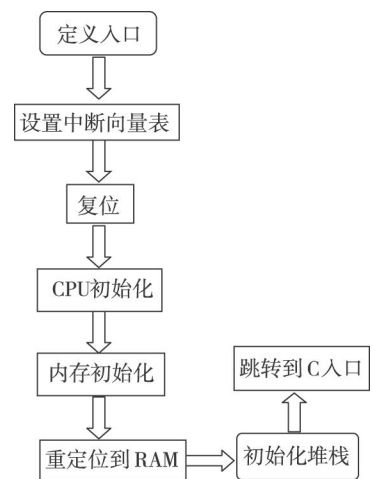 定义入口
设置中断向量表
复位
CPU初始化
内存初始化
重定位到RAM
初始化堆栈
跳转到C入口